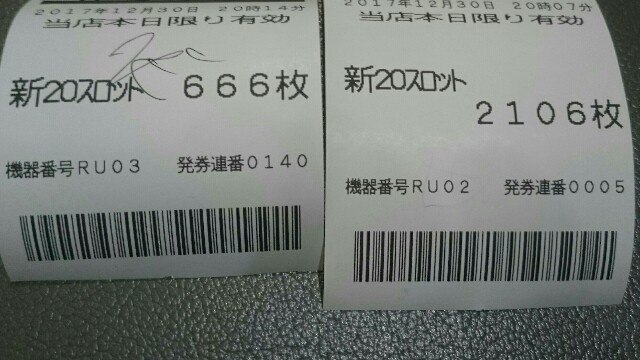 2017年12月30日 20時14分
当店本日限り有効
新20スロット 666枚
機器番号RU03 発券連番0140
2017年12月30日 20時07分
当店本日限り有効
新20スロット
2106枚
機器番号RU02 発券連番0005